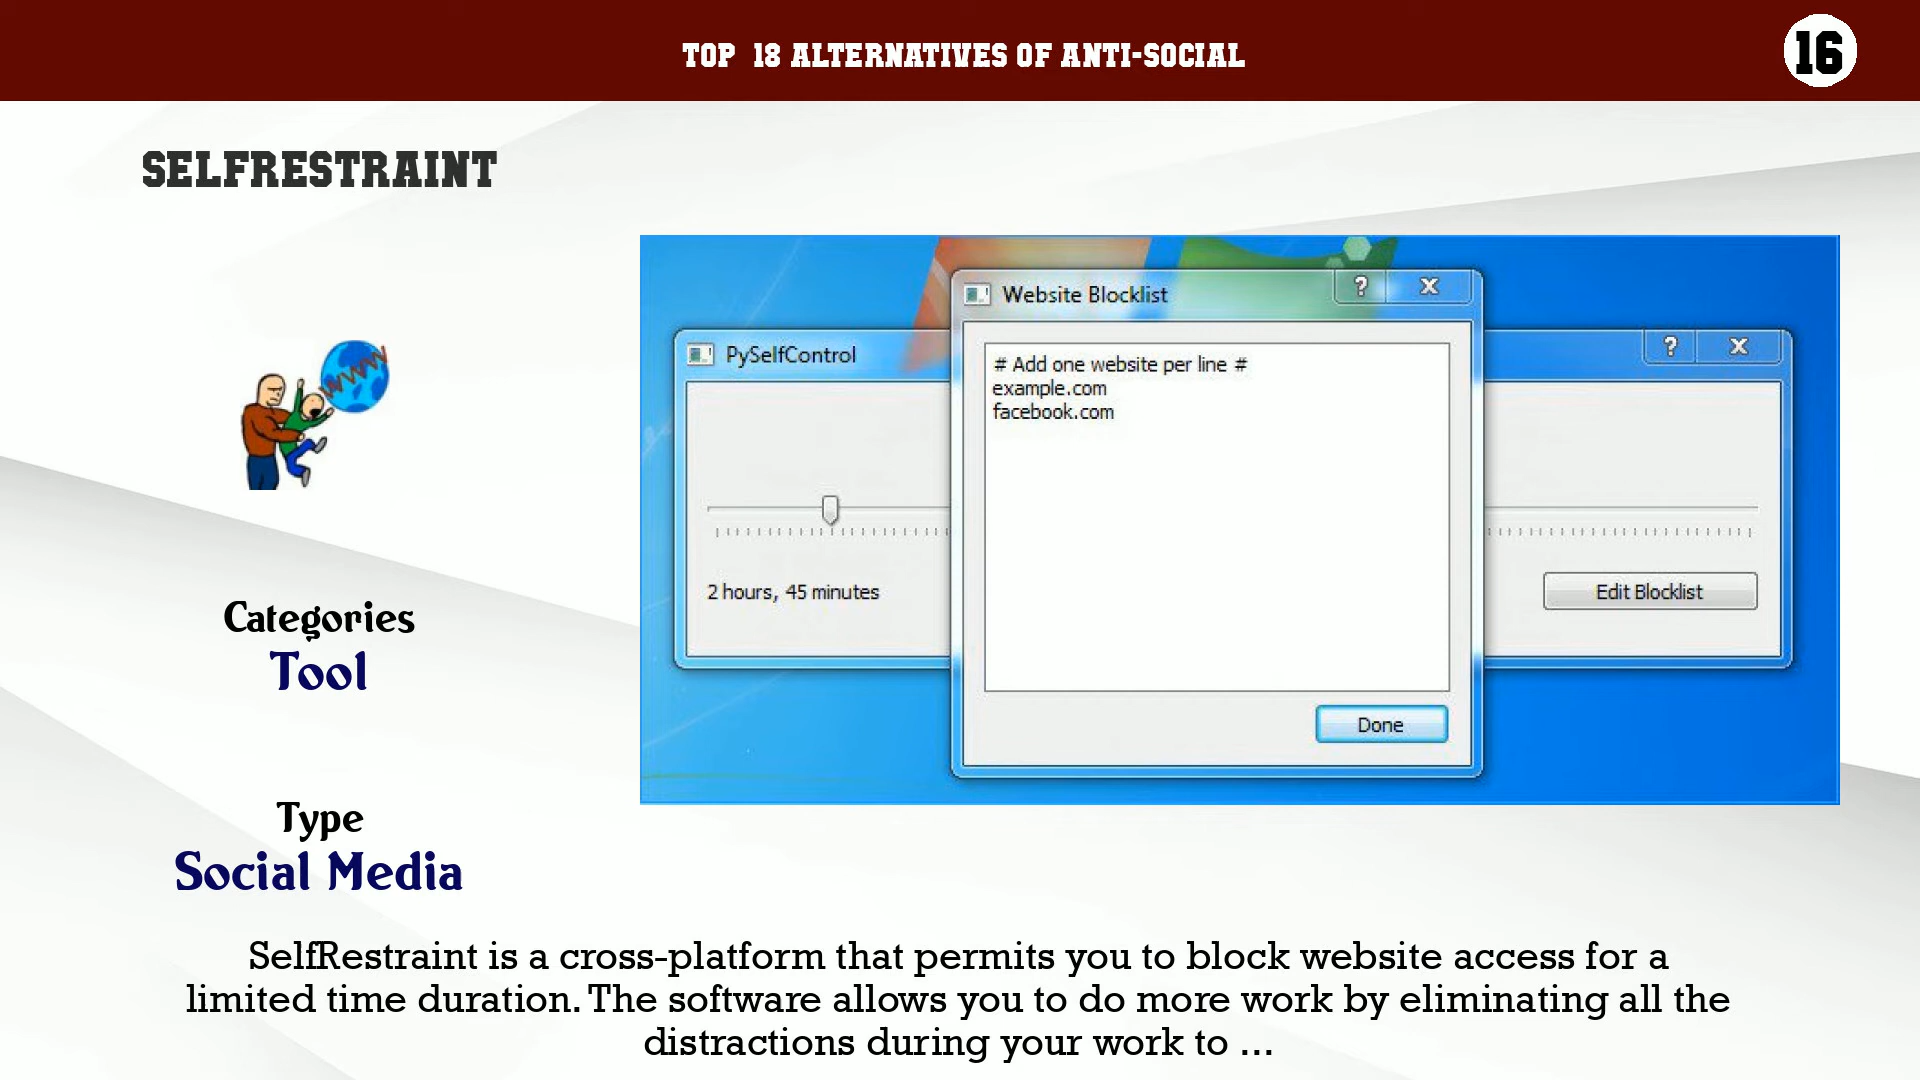 TOP 18 ALTERNATIVES OF ANTI-SOCIAL
16
SELFRESTRAINT
WWW
Website Blocklist
PySelfControl
# Add one website per line #
example.com
facebook.com
2 hours, 45 minutes
Edit Blocklist
Done
Categories
Tool
Type
Social Media
SelfRestraint is a cross-platform that permits you to block website access for a
limited time duration. The software allows you to do more work by eliminating all the
distractions during your work to ...